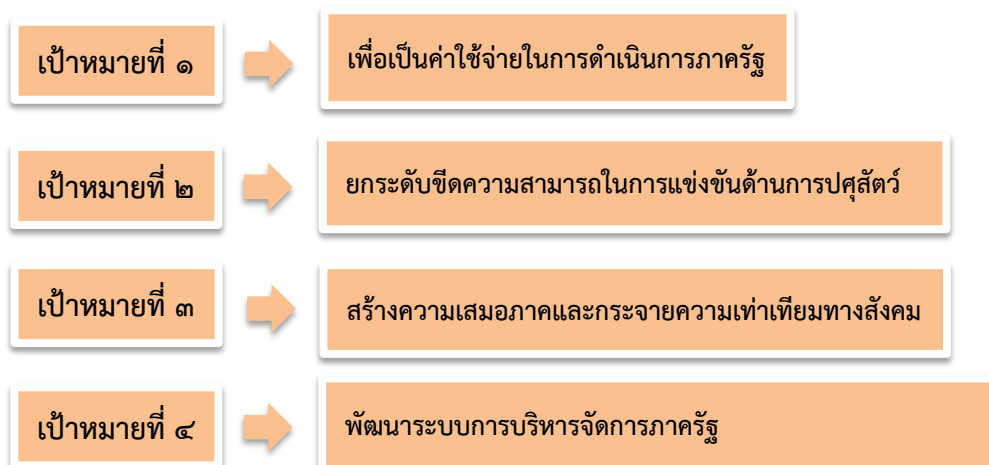 เป้าหมายที่ ๑
เพื่อเป็นค่าใช้จ่ายในการดำเนินการภาครัฐ
เป้าหมายที่ ๒
ยกระดับขีดความสามารถในการแข่งขันด้านการปศุสัตว์
เป้าหมายที่ ๓
สร้างความเสมอภาคและกระจายความเท่าเทียมทางสังคม
เป้าหมายที่ ๔
พัฒนาระบบการบริหารจัดการภาครัฐ